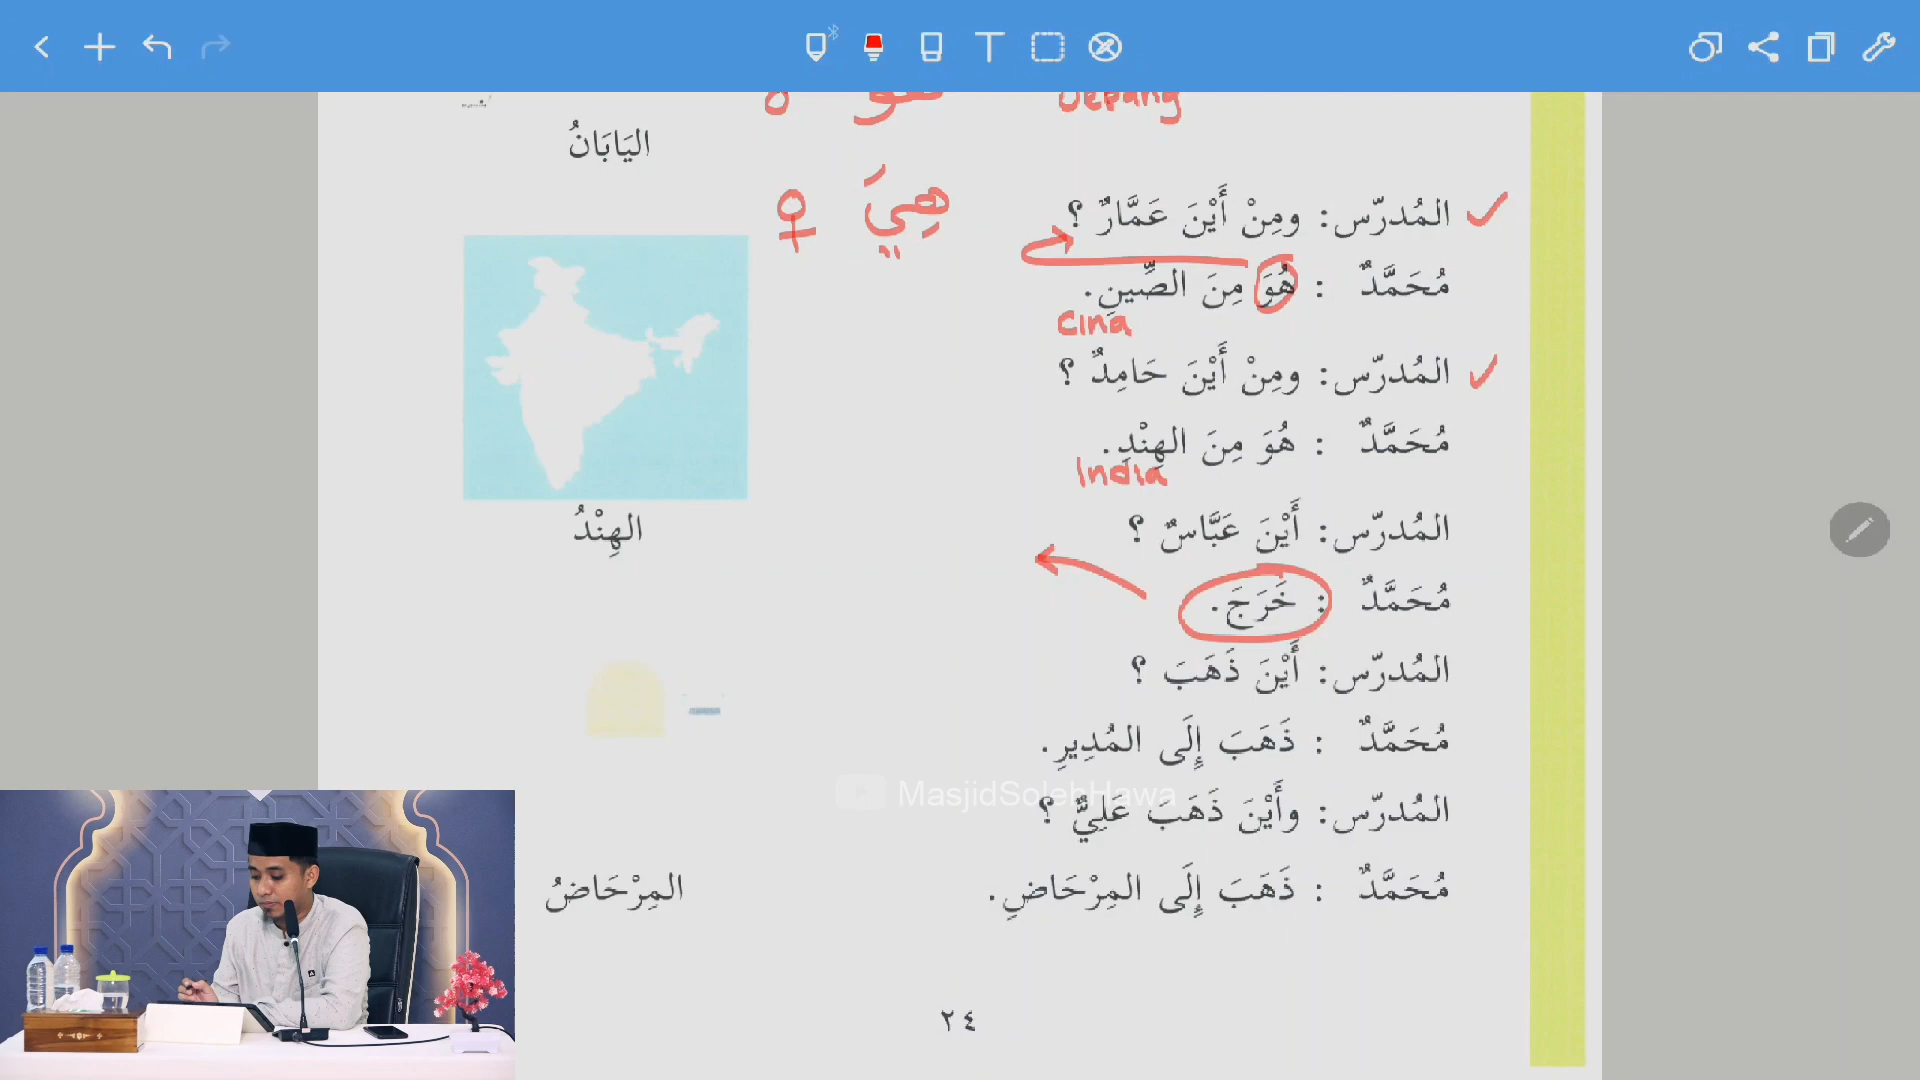 Jepang هُوَ
اليَابَانُ
هِيَ
المُدرّس: ومِنْ أَيْنَ عَمَّارٌ ؟
مُحَمَّدٌ : هُوَ مِنَ الصِّينِ.
Cina
المُدرّس: ومِنْ أَيْنَ حَامِدٌ ؟
مُحَمَّدٌ : هُوَ مِنَ الهِنْدِ.
India
الهِنْدُ
المُدرّس: أَيْنَ عَبَّاسٌ ؟
مُحَمَّدٌ : خَرَجَ.
المُدرّس: أَيْنَ ذَهَبَ ؟
مُحَمَّدٌ : ذَهَبَ إِلَى المُدِيرِ.
MasjidSolehHawa
المُدرّس: وأَيْنَ ذَهَبَ عَلِيٌّ ؟
مُحَمَّدٌ : ذَهَبَ إِلَى المِرْحَاضِ.
المِرْحَاضُ
٢٤